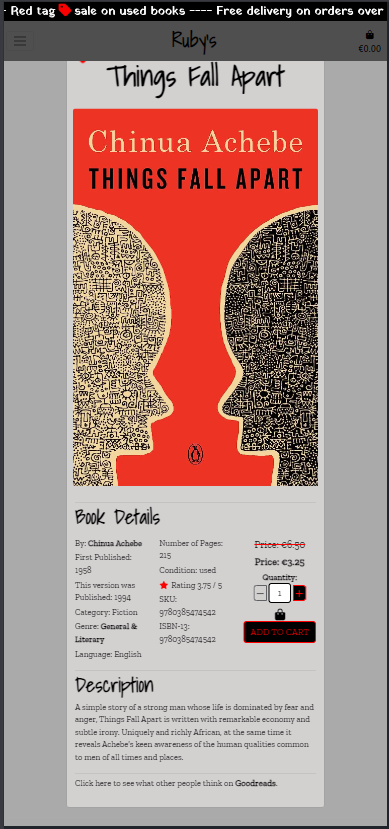 - Red tag sale on used books ---- Free delivery on orders over
Ruby's
€0.00
Things Fall Apart
Chinua Achebe
THINGS FALL APART
Book Details
By: Chinua Achebe
First Published:
1958
This version was
Published: 1994
Category: Fiction
Genre: General &
Literary
Language: English
Number of Pages:
215
Condition: used
Rating 3.75 / 5
SKU:
9780385474542
ISBN-13:
9780385474542
Price: €6.50
Price: €3.25
Quantity:
− 1 +
ADD TO CART
Description
A simple story of a strong man whose life is dominated by fear and
anger, Things Fall Apart is written with remarkable economy and
subtle irony. Uniquely and richly African, at the same time it
reveals Achebe's keen awareness of the human qualities common
to men of all times and places.
Click here to see what other people think on Goodreads.